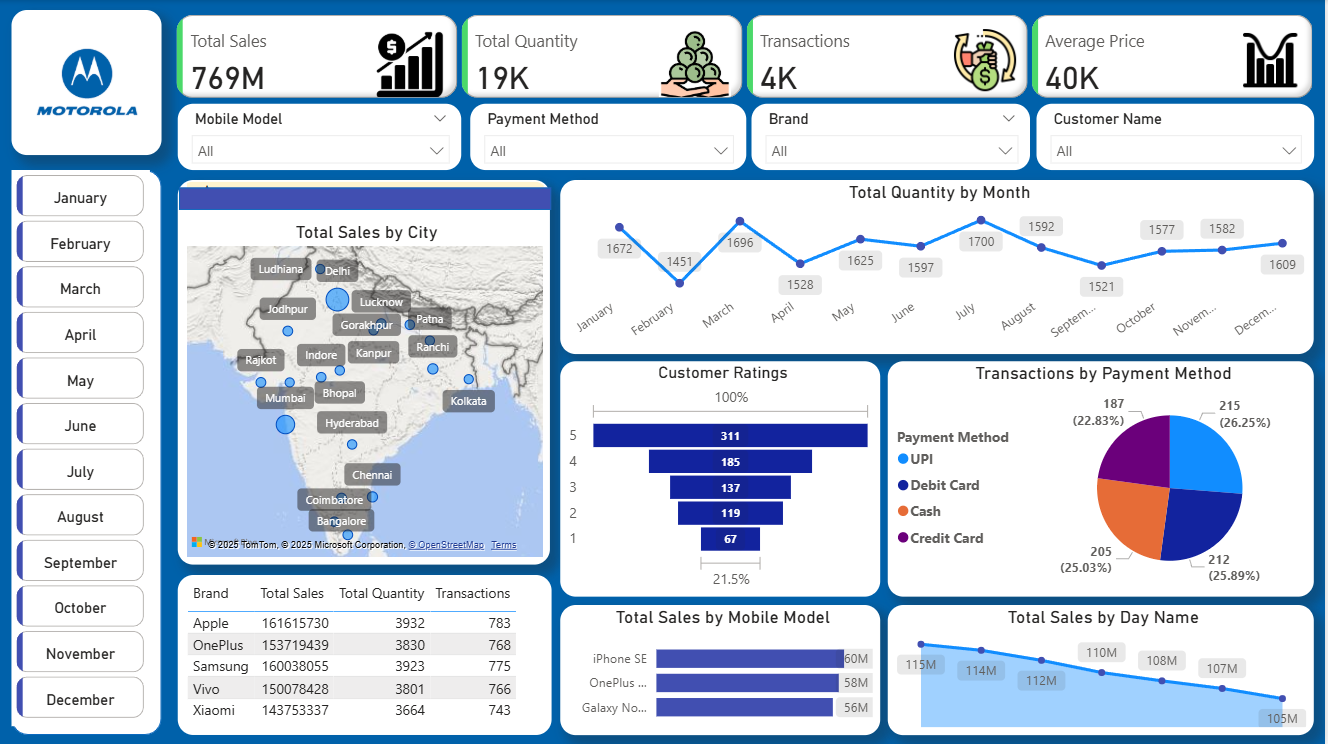 MOTOROLA
Total Sales
769M
Total Quantity
19K
Transactions
4K
Average Price
40K
Mobile Model
All
Payment Method
All
Brand
All
Customer Name
All
January
February
March
April
May
June
July
August
September
October
November
December
Total Sales by City
Ludhiana
Delhi
Lucknow
Jodhpur
Gorakhpur
Patna
Ranchi
Kanpur
Indore
Rajkot
Bhopal
Mumbai
Kolkata
Hyderabad
Chennai
Coimbatore
Bangalore
© 2025 TomTom, © 2025 Microsoft Corporation, © OpenStreetMap Terms
Total Quantity by Month
1672
1451
1696
1528
1625
1597
1700
1592
1521
1577
1582
1609
January
February
March
April
May
June
July
August
Septem...
October
Novem...
Decem...
Customer Ratings
100%
5 311
4 185
3 137
2 119
1 67
21.5%
Transactions by Payment Method
Payment Method
UPI
Debit Card
Cash
Credit Card
187
(22.83%)
215
(26.25%)
205
(25.03%)
212
(25.89%)
Brand Total Sales Total Quantity Transactions
Apple 161615730 3932 783
OnePlus 153719439 3830 768
Samsung 160038055 3923 775
Vivo 150078428 3801 766
Xiaomi 143753337 3664 743
Total Sales by Mobile Model
iPhone SE 60M
OnePlus ... 58M
Galaxy No... 56M
Total Sales by Day Name
115M
114M
112M
110M
108M
107M
105M